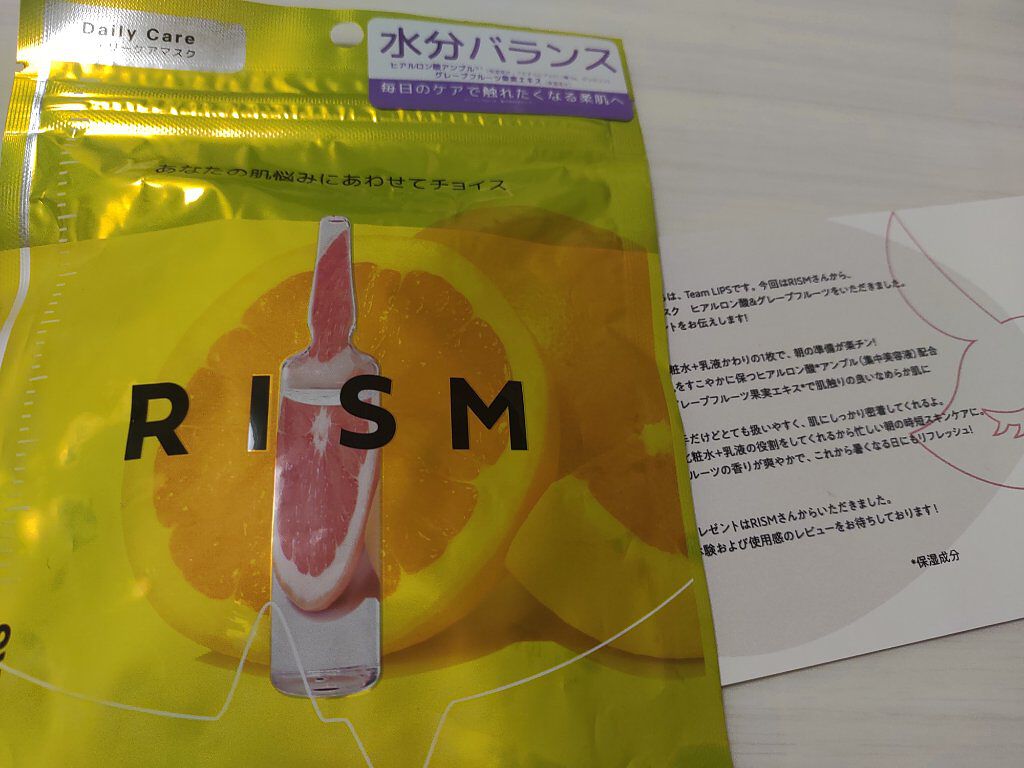 Daily Care
デイリーケアマスク
水分バランス
ヒアルロン酸アンプル
グレープフルーツ果実エキス
毎日のケアで触れたくなる柔肌へ
あなたの肌悩みにあわせてチョイス
RISM
は、Team LIPSです。今回はRISMさんから、
スク ヒアルロン酸&グレープフルーツをいただきました。
ントをお伝えします!
粧水+乳液かわりの1枚で、朝の準備が楽チン!
をすこやかに保つヒアルロン酸*アンプル(集中美容液)配合
グレープフルーツ果実エキス*で肌触りの良いなめらか肌に
手だけどとても扱いやすく、肌にしっかり密着してくれるよ。
化粧水+乳液の役割をしてくれるから忙しい朝の時短スキンケアに。
ルーツの香りが爽やかで、これから暑くなる日にもリフレッシュ!
レゼントはRISMさんからいただきました。
験および使用感のレビューをお待ちしております!
*保湿成分